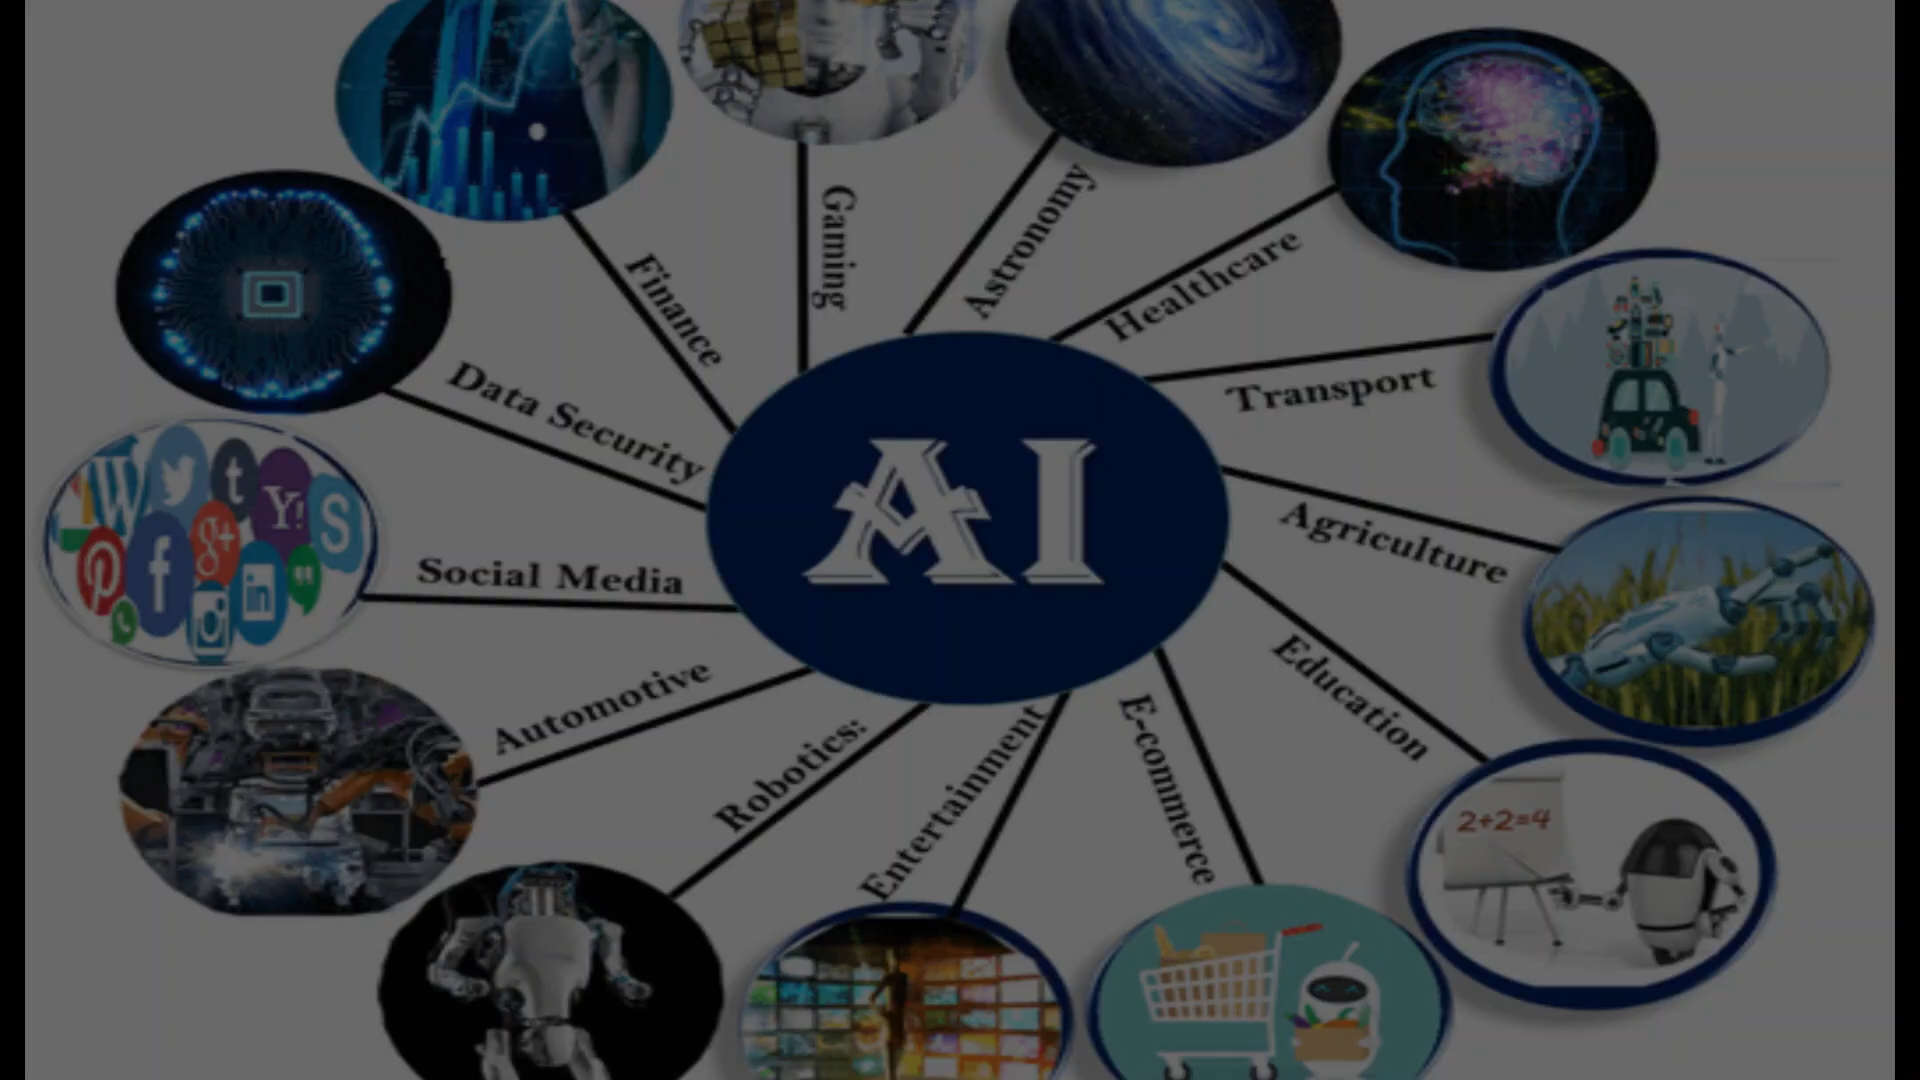 Gaming
Astronomy
Finance
Healthcare
Transport
Data Security
AI
Agriculture
Social Media
Education
Automotive
Robotics:
Entertainment
E-commerce
2+2=4
W
t
Y!
S
g+
f
in